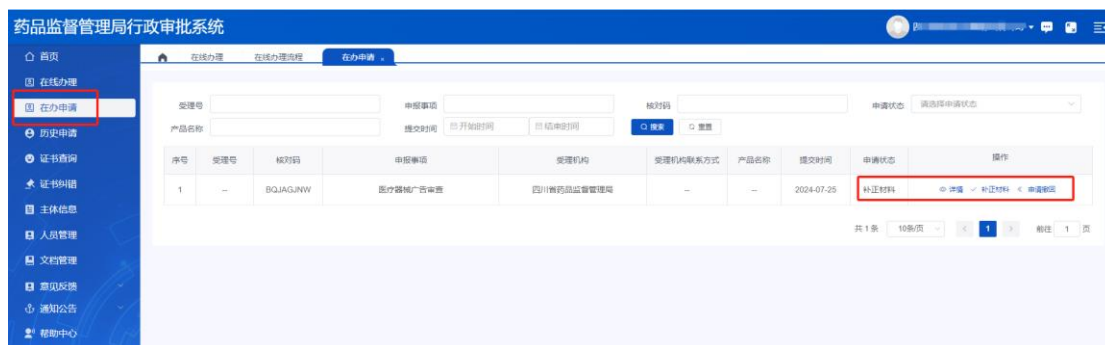 药品监督管理局行政审批系统
首页
在线办理
在办申请
历史申请
证书查询
证书纠错
主体信息
人员管理
文档管理
意见反馈
通知公告
帮助中心
在线办理 在线办理流程 在办申请
受理号 申报事项 核对码 申请状态 请选择申请状态
产品名称 提交时间 开始时间 结束时间 搜索 重置
序号 受理号 核对码 申报事项 受理机构 受理机构联系方式 产品名称 提交时间 申请状态 操作
1 -- BQJAGJNW 医疗器械广告审查 四川省药品监督管理局 -- -- 2024-07-25 补正材料 详情 补正材料 申请撤回
共 1 条 10条/页 < 1 > 前往 1 页